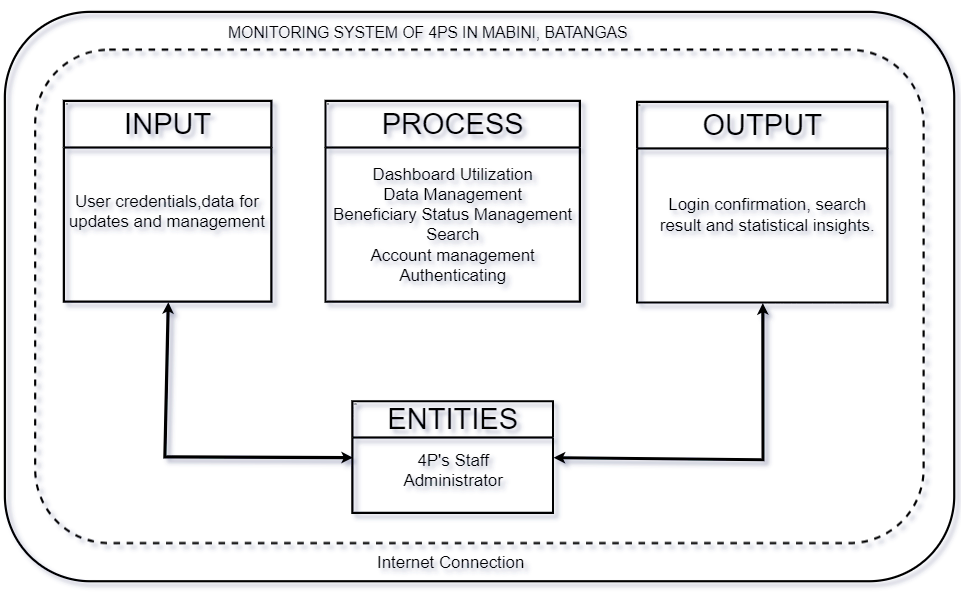 MONITORING SYSTEM OF 4PS IN MABINI, BATANGAS
INPUT
User credentials,data for
updates and management
PROCESS
Dashboard Utilization
Data Management
Beneficiary Status Management
Search
Account management
Authenticating
OUTPUT
Login confirmation, search
result and statistical insights.
ENTITIES
4P's Staff
Administrator
Internet Connection